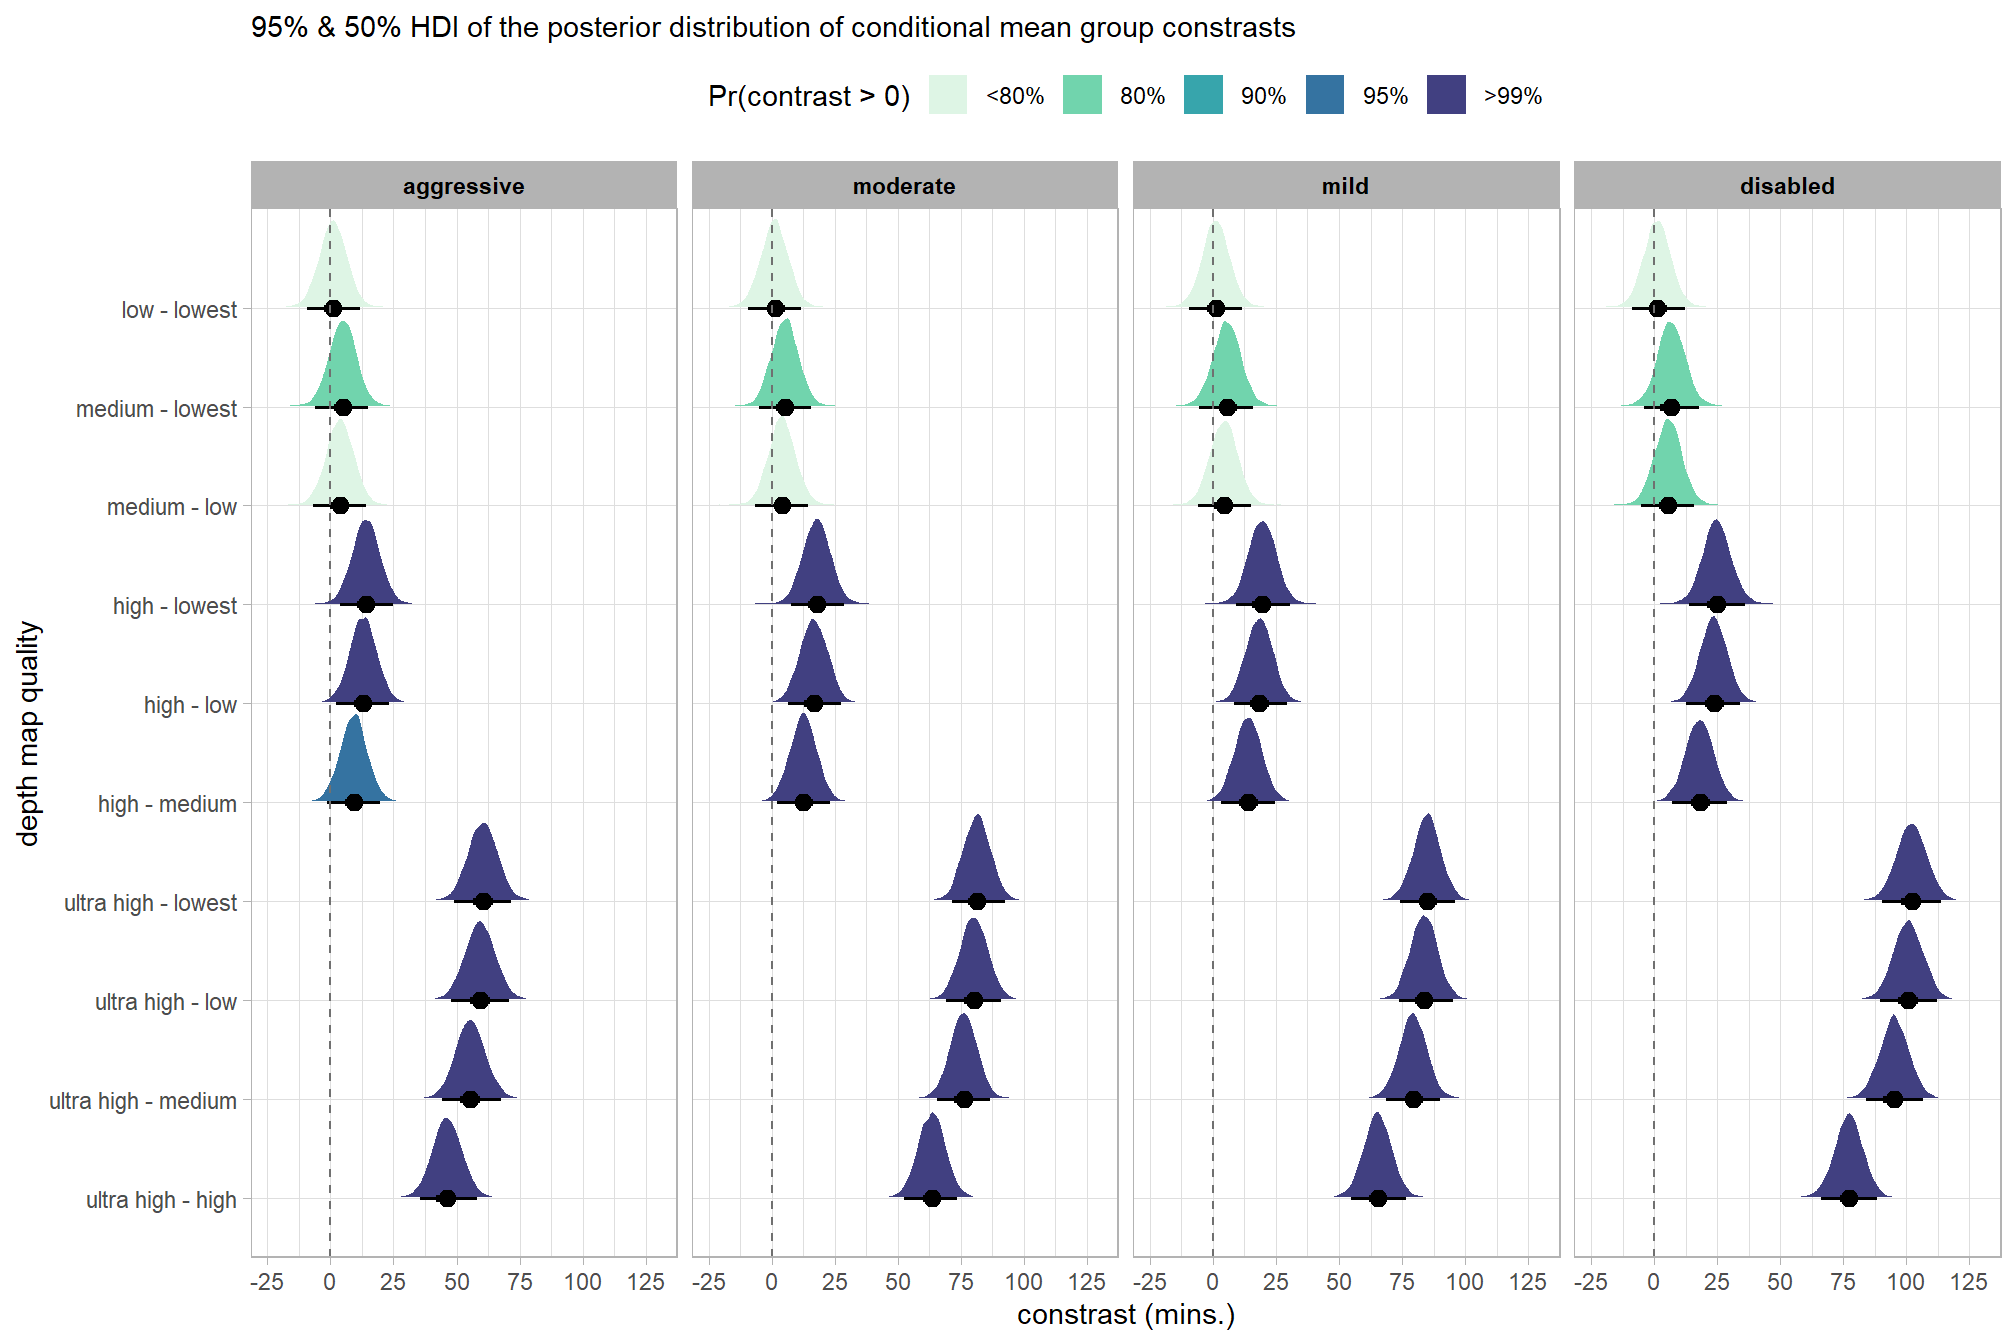 95% & 50% HDI of the posterior distribution of conditional mean group constrasts
Pr(contrast > 0) <80% 80% 90% 95% >99%
aggressive moderate mild disabled
depth map quality
low - lowest
medium - lowest
medium - low
high - lowest
high - low
high - medium
ultra high - lowest
ultra high - low
ultra high - medium
ultra high - high
-25 0 25 50 75 100 125 -25 0 25 50 75 100 125 -25 0 25 50 75 100 125 -25 0 25 50 75 100 125
constrast (mins.)